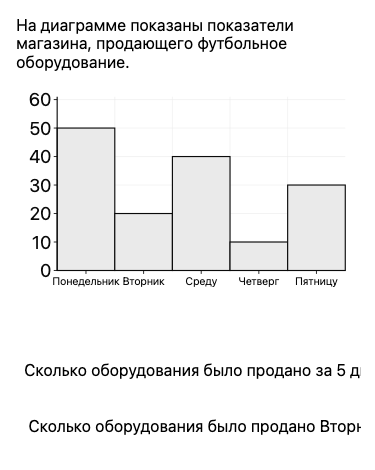 На диаграмме показаны показатели
магазина, продающего футбольное
оборудование.
60
50
40
30
20
10
0
Понедельник Вторник Среду Четверг Пятницу
Сколько оборудования было продано за 5
Сколько оборудования было продано